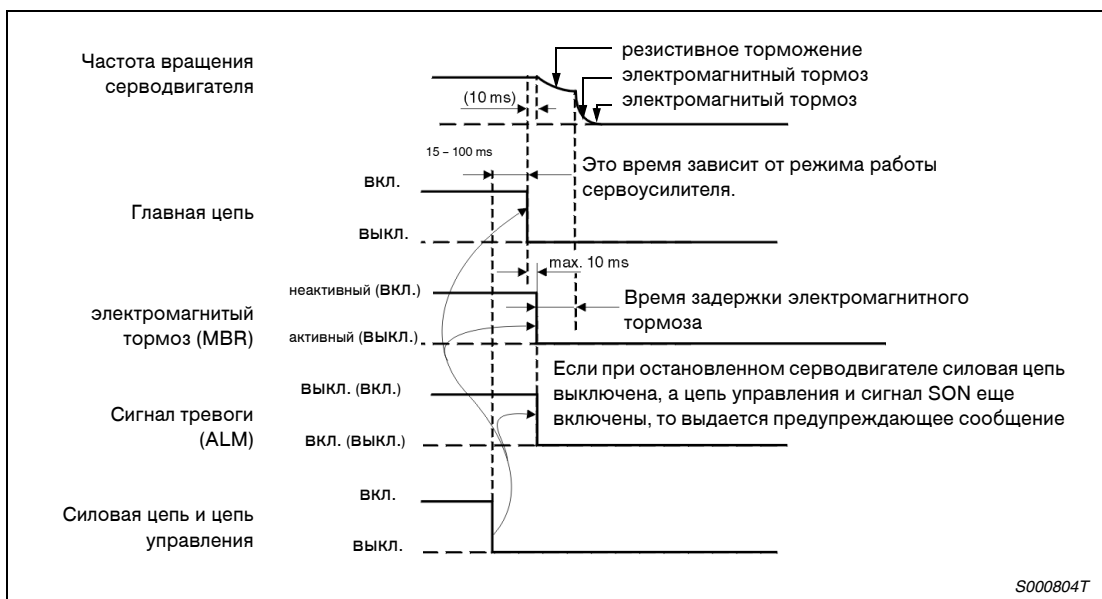 Частота вращения
серводвигателя
резистивное торможение
электромагнитный тормоз
электромагнитый тормоз
(10 ms)
15 – 100 ms
Это время зависит от режима работы
сервоусилителя.
Главная цепь
ВКЛ.
ВЫКЛ.
max. 10 ms
электромагнитый
тормоз (MBR)
неактивный (ВКЛ.)
активный (ВЫКЛ.)
Время задержки электромагнитного
тормоза
Сигнал тревоги
(ALM)
ВЫКЛ. (ВКЛ.)
ВКЛ. (ВЫКЛ.)
Если при остановленном серводвигателе силовая цепь
выключена, а цепь управления и сигнал SON еще
включены, то выдается предупреждающее сообщение
Силовая цепь и цепь
управления
ВКЛ.
ВЫКЛ.
S000804T